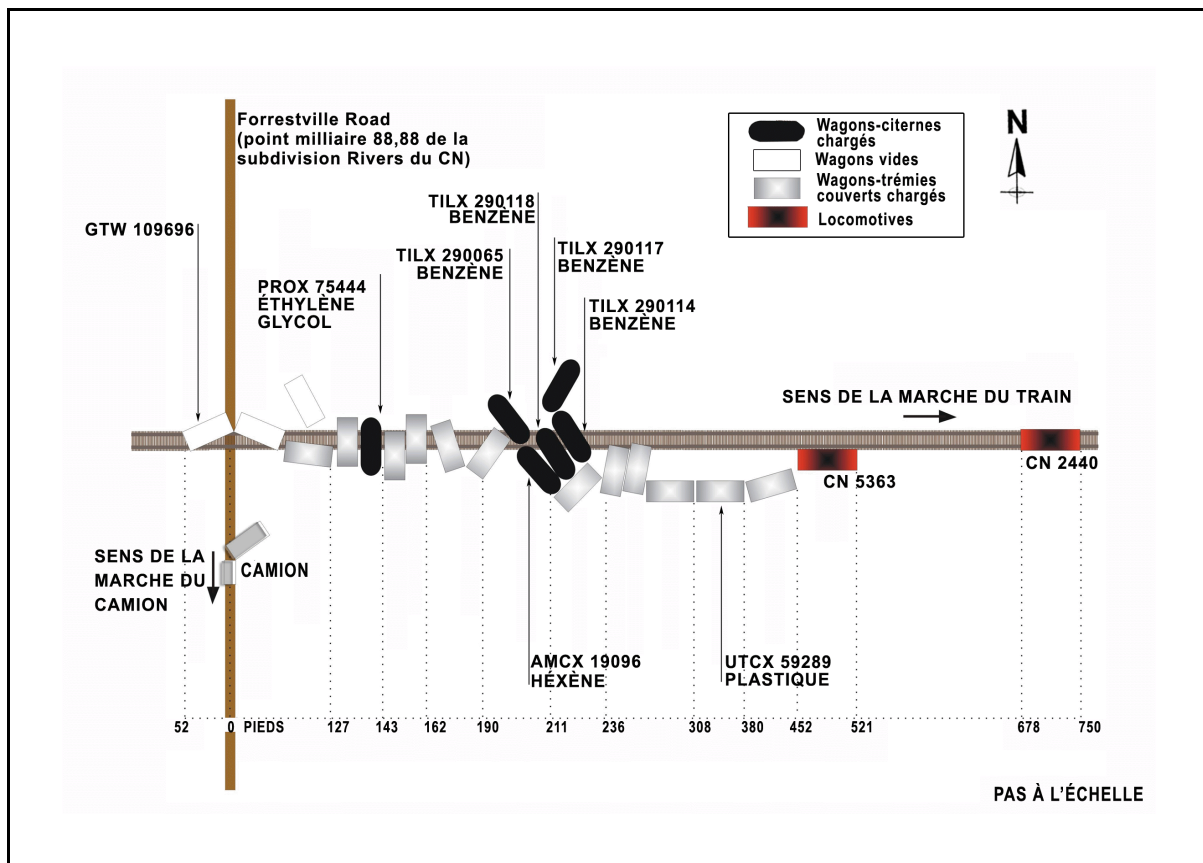 Forrestville Road
(point milliaire 88,88 de la
subdivision Rivers du CN)
Wagons-citernes
chargés
Wagons vides
Wagons-trémies
couverts chargés
Locomotives
N
GTW 109696
TILX 290118
BENZÈNE
TILX 290065
BENZÈNE
TILX 290117
BENZÈNE
PROX 75444
ÉTHYLÈNE
GLYCOL
TILX 290114
BENZÈNE
SENS DE LA MARCHE DU TRAIN
CN 2440
CN 5363
SENS DE LA
MARCHE DU
CAMION
CAMION
AMCX 19096
HÉXÈNE
UTCX 59289
PLASTIQUE
52 0 PIEDS 127 143 162 190 211 236 308 380 452 521 678 750
PAS À L'ÉCHELLE